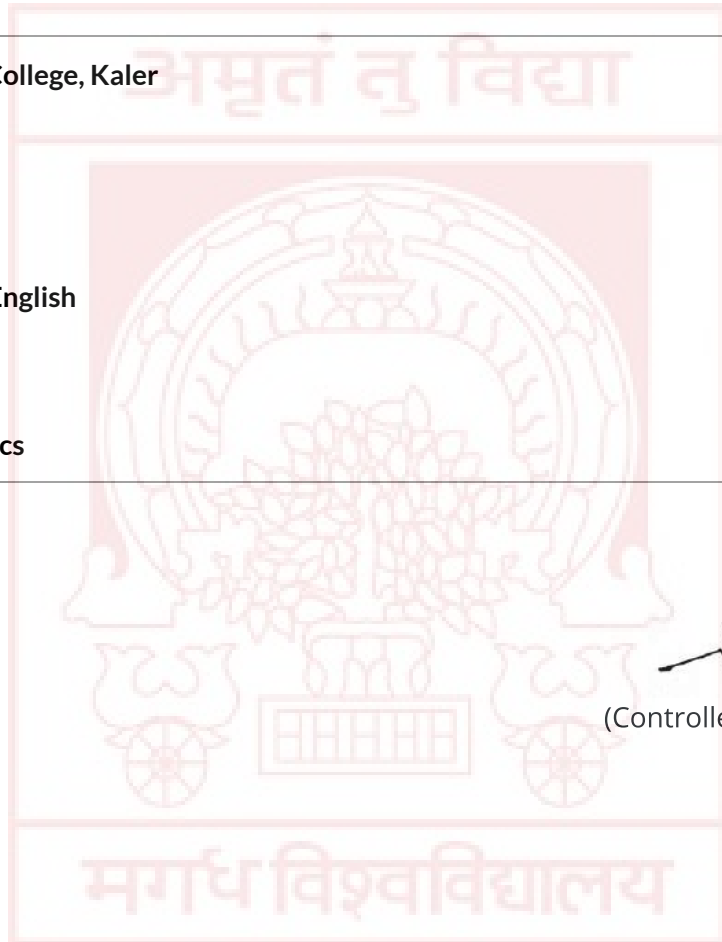 अमृतं तु विद्या
College, Kaler
English
cs
(Controlle
मगध विश्वविद्यालय